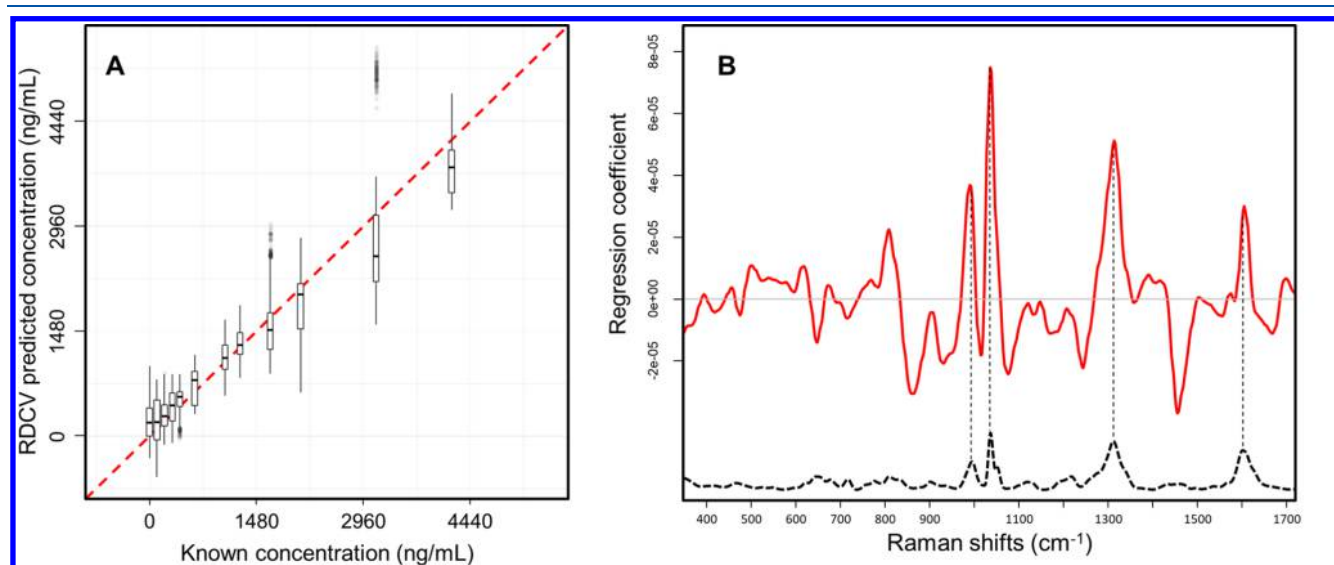 A
RDCV predicted concentration (ng/mL)
4440
2960
1480
0
0 1480 2960 4440
Known concentration (ng/mL)
B
Regression coefficient
8e-05
6e-05
4e-05
2e-05
0e+00
-2e-05
400 500 600 700 800 900 1100 1300 1500 1700
Raman shifts (cm⁻¹)